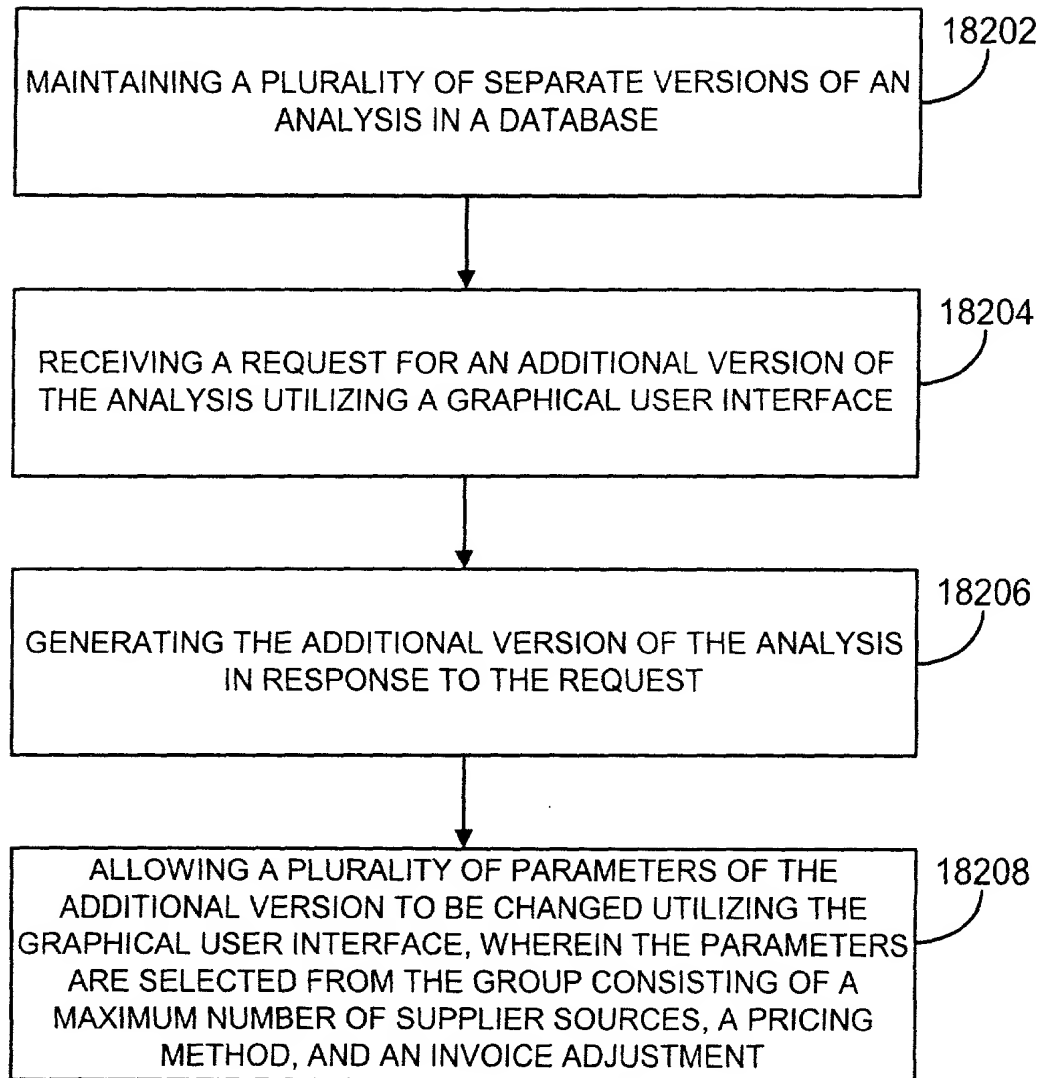 18202
MAINTAINING A PLURALITY OF SEPARATE VERSIONS OF AN
ANALYSIS IN A DATABASE
18204
RECEIVING A REQUEST FOR AN ADDITIONAL VERSION OF
THE ANALYSIS UTILIZING A GRAPHICAL USER INTERFACE
18206
GENERATING THE ADDITIONAL VERSION OF THE ANALYSIS
IN RESPONSE TO THE REQUEST
18208
ALLOWING A PLURALITY OF PARAMETERS OF THE
ADDITIONAL VERSION TO BE CHANGED UTILIZING THE
GRAPHICAL USER INTERFACE, WHEREIN THE PARAMETERS
ARE SELECTED FROM THE GROUP CONSISTING OF A
MAXIMUM NUMBER OF SUPPLIER SOURCES, A PRICING
METHOD, AND AN INVOICE ADJUSTMENT